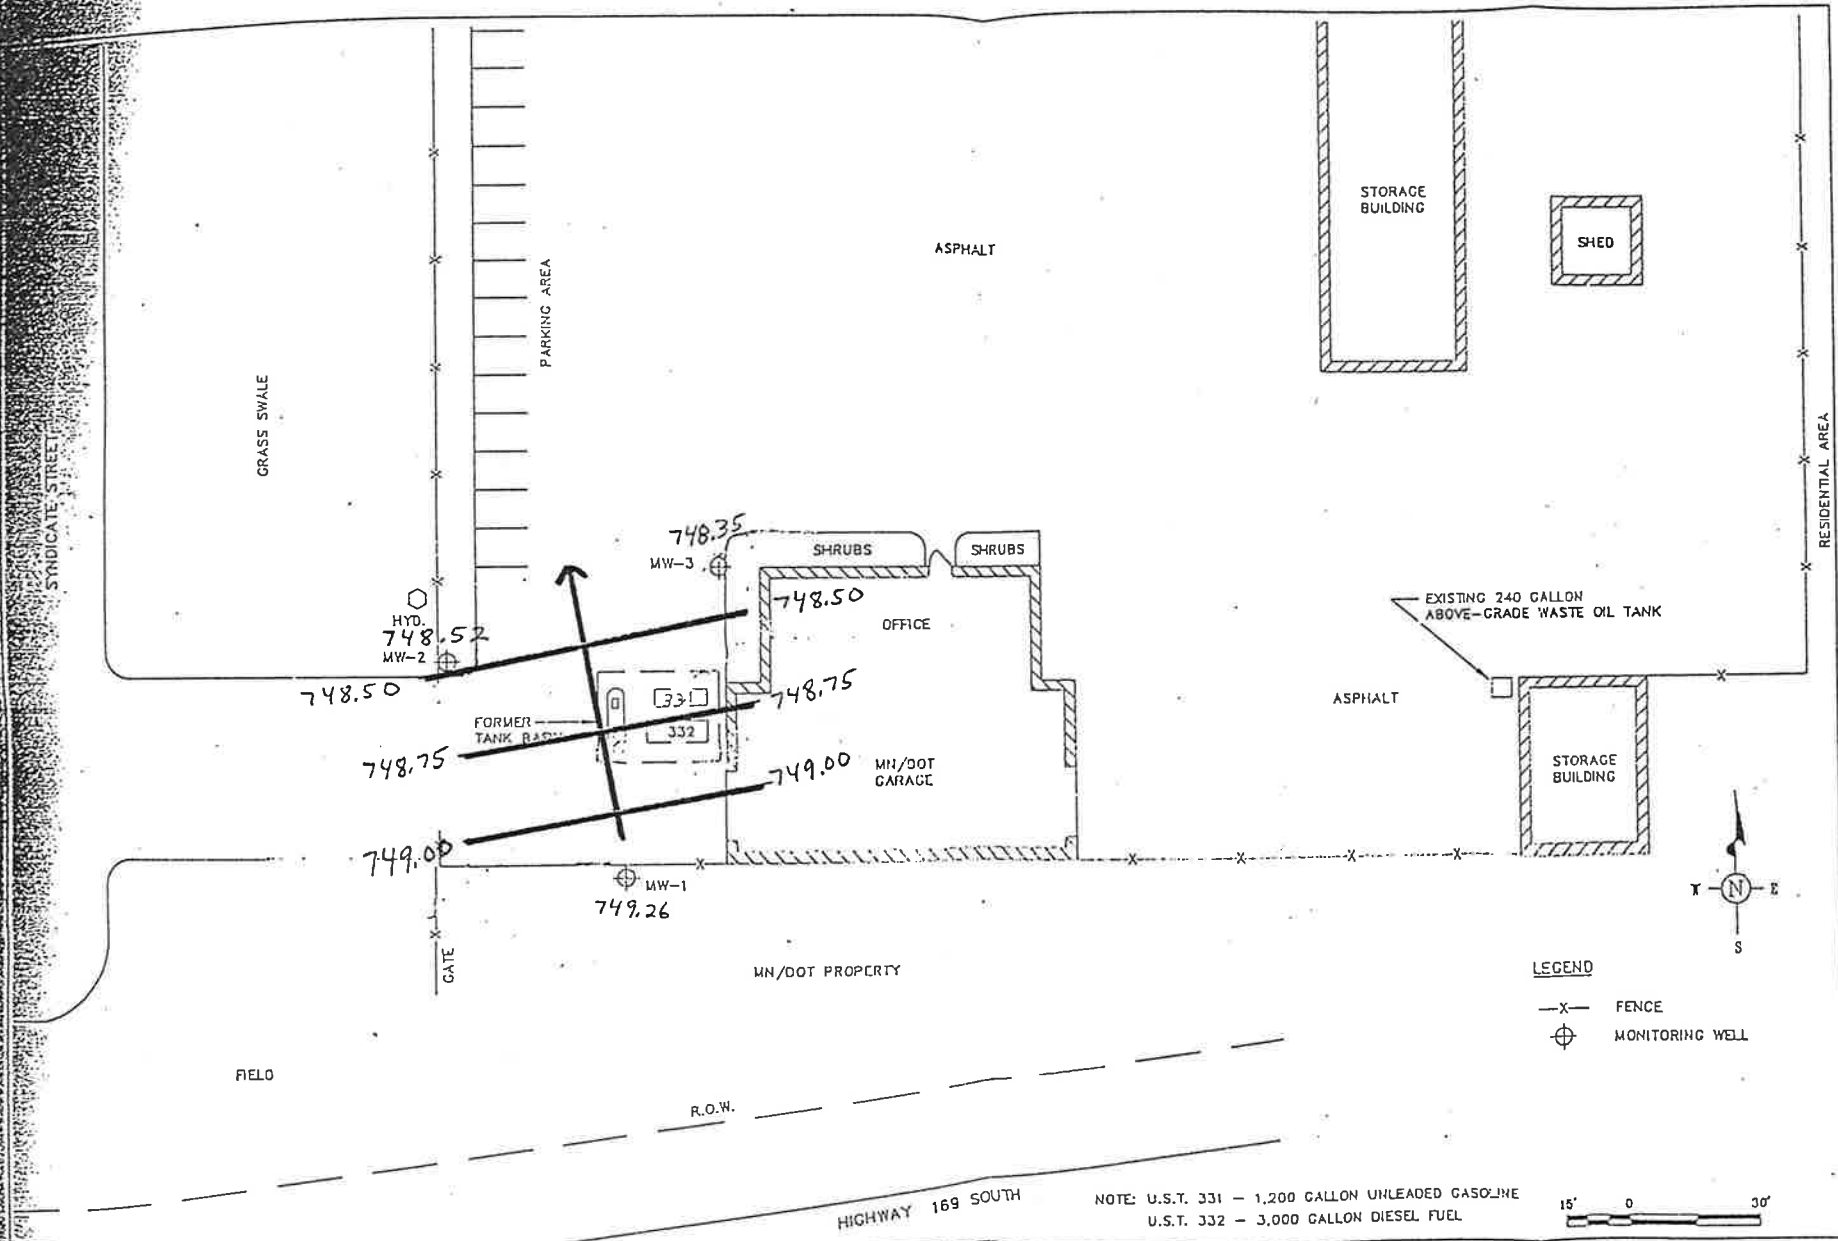 STORAGE
BUILDING
SHED
ASPHALT
PARKING AREA
GRASS SWALE
SYNDICATE STREET
RESIDENTIAL AREA
748.35
MW-3
SHRUBS
SHRUBS
748.50
OFFICE
HYD.
748.52
MW-2
748.50
EXISTING 240 GALLON
ABOVE-GRADE WASTE OIL TANK
331
332
748.75
FORMER
TANK BASIN
748.75
ASPHALT
749.00
MN/DOT
GARAGE
STORAGE
BUILDING
749.00
MW-1
749.26
N
E
S
GATE
MN/DOT PROPERTY
LEGEND
—X— FENCE
MONITORING WELL
FIELD
R.O.W.
HIGHWAY 169 SOUTH
NOTE: U.S.T. 331 – 1,200 GALLON UNLEADED GASOLINE
U.S.T. 332 – 3,000 GALLON DIESEL FUEL
15' 0 30'